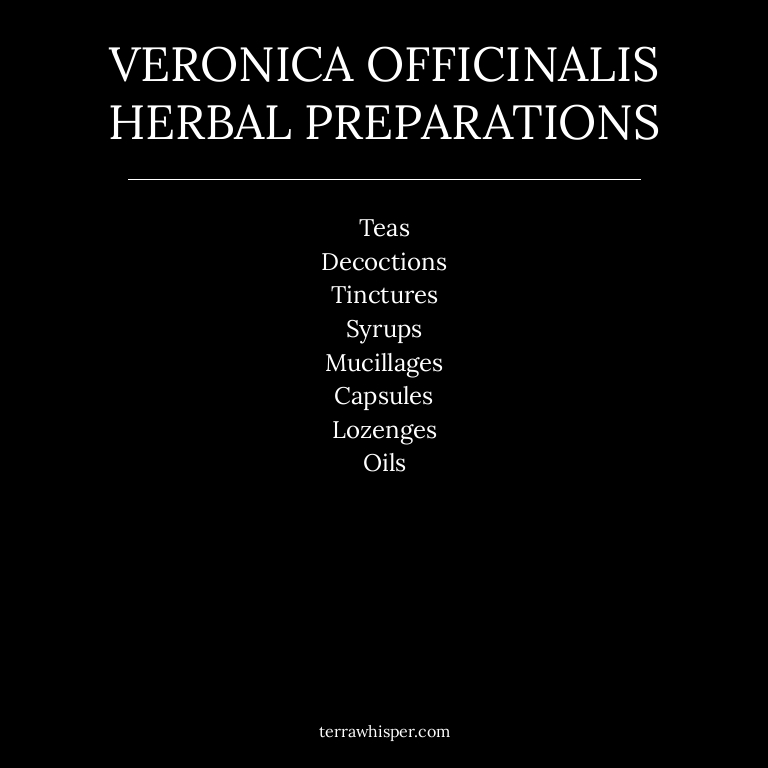 VERONICA OFFICINALIS
HERBAL PREPARATIONS
Teas
Decoctions
Tinctures
Syrups
Mucillages
Capsules
Lozenges
Oils
terrawhisper.com